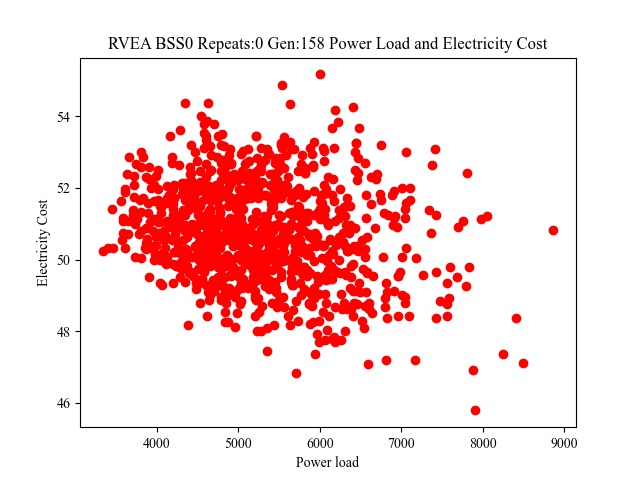 RVEA BSS0 Repeats:0 Gen:158 Power Load and Electricity Cost
54
52
50
48
46
Electricity Cost
4000 5000 6000 7000 8000 9000
Power load